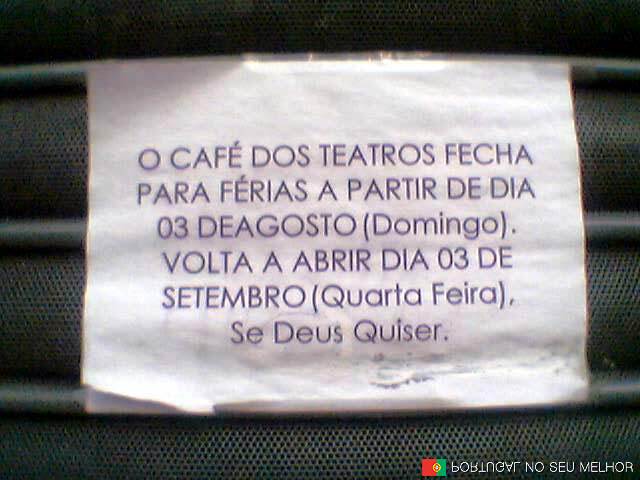 O CAFÉ DOS TEATROS FECHA
PARA FÉRIAS A PARTIR DE DIA
03 DEAGOSTO (Domingo).
VOLTA A ABRIR DIA 03 DE
SETEMBRO (Quarta Feira),
Se Deus Quiser.
PORTUGAL NO SEU MELHOR